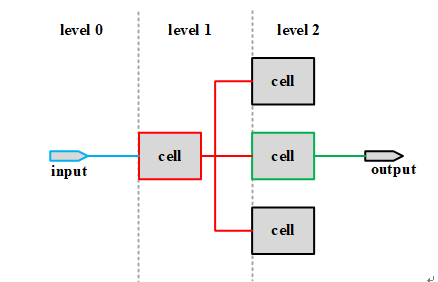 level 0 level 1 level 2
cell
cell cell
input output
cell